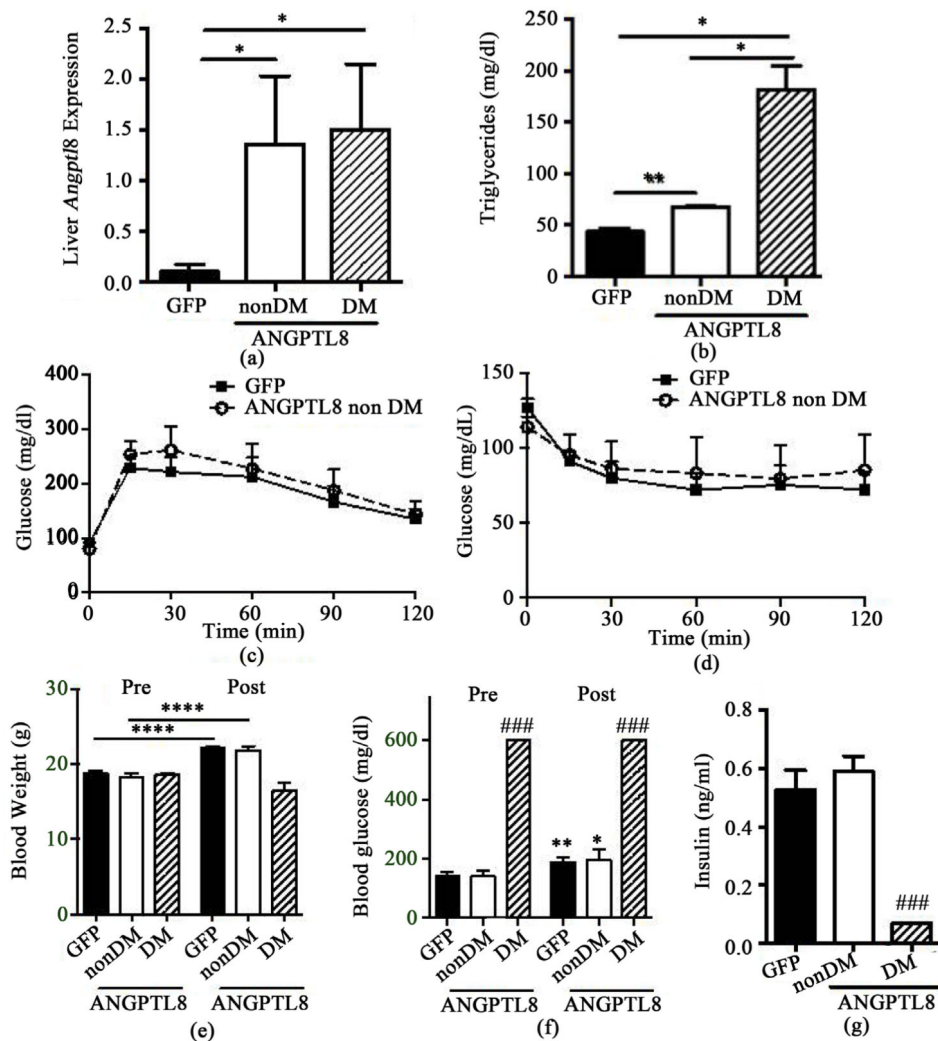 2.5
2.0
1.5
1.0
0.5
0.0
Liver Angptl8 Expression
*
*
GFP
nonDM
DM
ANGPTL8
(a)
250
200
150
100
50
0
Triglycerides (mg/dl)
*
*
**
GFP
nonDM
DM
ANGPTL8
(b)
400
300
200
100
0
Glucose (mg/dl)
GFP
ANGPTL8 non DM
0 30 60 90 120
Time (min)
(c)
150
100
50
0
Glucose (mg/dL)
GFP
ANGPTL8 non DM
0 30 60 90 120
Time (min)
(d)
30
20
10
0
Blood Weight (g)
Pre Post
****
****
GFP nonDM DM GFP nonDM DM
ANGPTL8 ANGPTL8
(e)
600
400
200
0
Blood glucose (mg/dl)
Pre Post
### ###
** *
GFP nonDM DM GFP nonDM DM
ANGPTL8 ANGPTL8
(f)
0.8
0.6
0.4
0.2
0.0
Insulin (ng/ml)
###
GFP nonDM DM
ANGPTL8
(g)